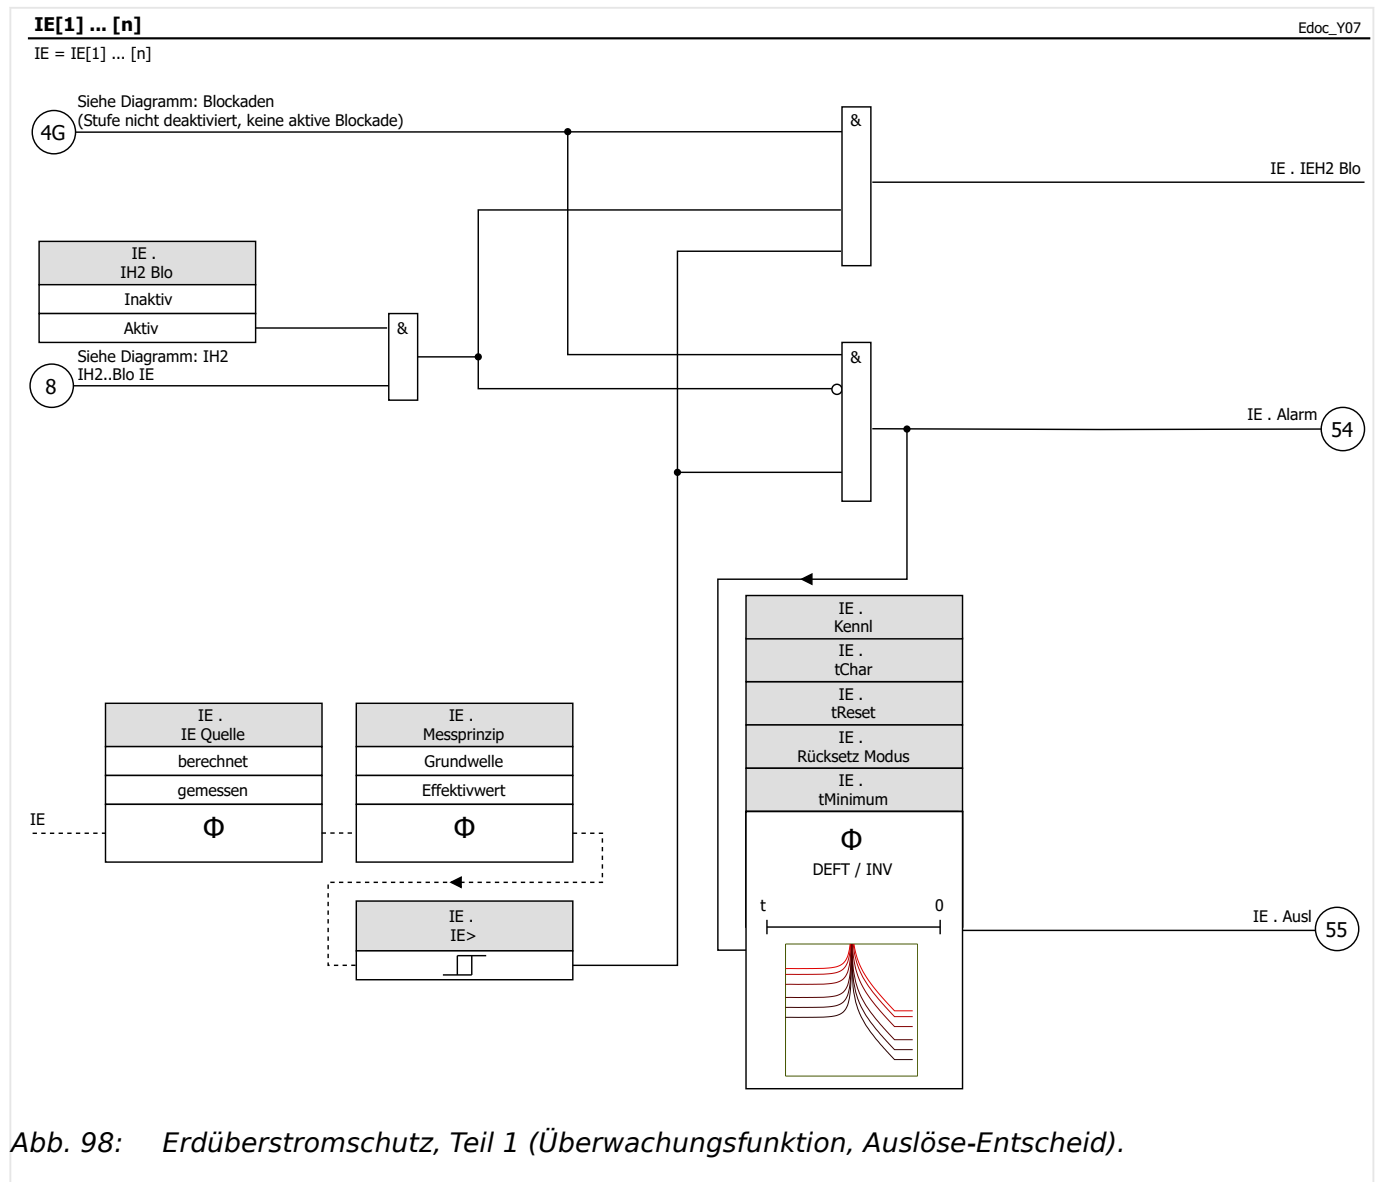 IE[1] ... [n]
Edoc_Y07
IE = IE[1] ... [n]
Siehe Diagramm: Blockaden
(Stufe nicht deaktiviert, keine aktive Blockade)
4G
&
IE . IEH2 Blo
IE .
IH2 Blo
Inaktiv
Aktiv
&
Siehe Diagramm: IH2
IH2..Blo IE
8
&
IE . Alarm
54
IE .
Kennl
IE .
tChar
IE .
tReset
IE .
Rücksetz Modus
IE .
tMinimum
Φ
DEFT / INV
t
0
IE . Ausl
55
IE
IE .
IE Quelle
berechnet
gemessen
Φ
IE .
Messprinzip
Grundwelle
Effektivwert
Φ
IE .
IE>
Abb. 98: Erdüberstromschutz, Teil 1 (Überwachungsfunktion, Auslöse-Entscheid).